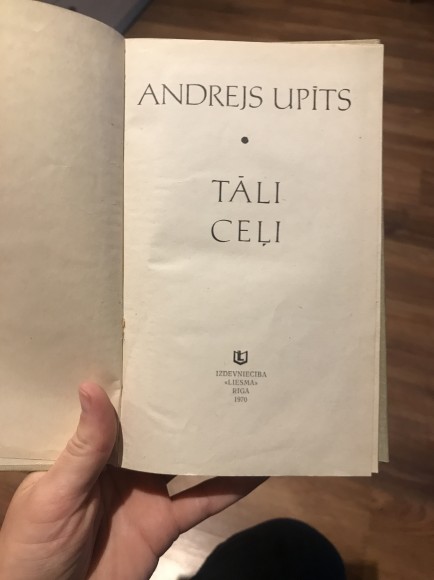 ANDREJS UPĪTS
TĀLI
CEĻI
IZDEVNIECĪBA
«LIESMA»
RĪGA
1970